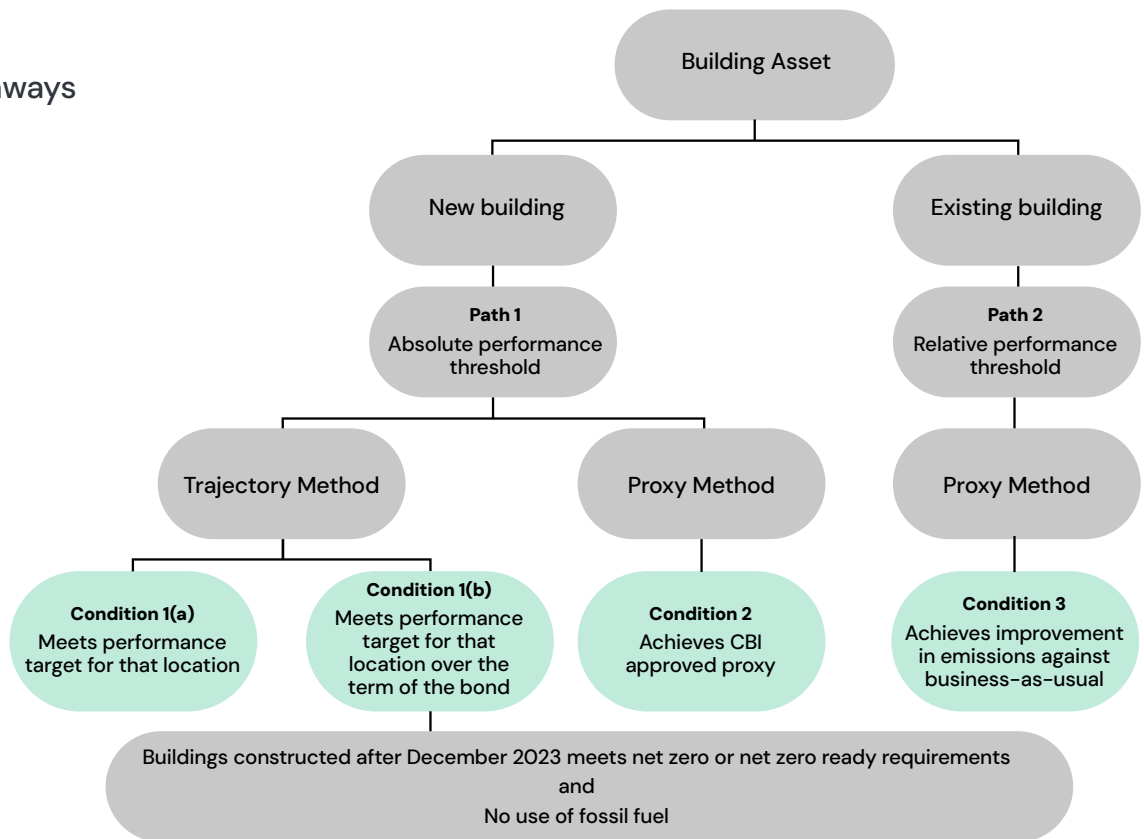 Building Asset
New building
Existing building
Path 1
Absolute performance
threshold
Path 2
Relative performance
threshold
Trajectory Method
Proxy Method
Proxy Method
Condition 1(a)
Meets performance
target for that location
Condition 1(b)
Meets performance
target for that
location over the
term of the bond
Condition 2
Achieves CBI
approved proxy
Condition 3
Achieves improvement
in emissions against
business-as-usual
Buildings constructed after December 2023 meets net zero or net zero ready requirements
and
No use of fossil fuel